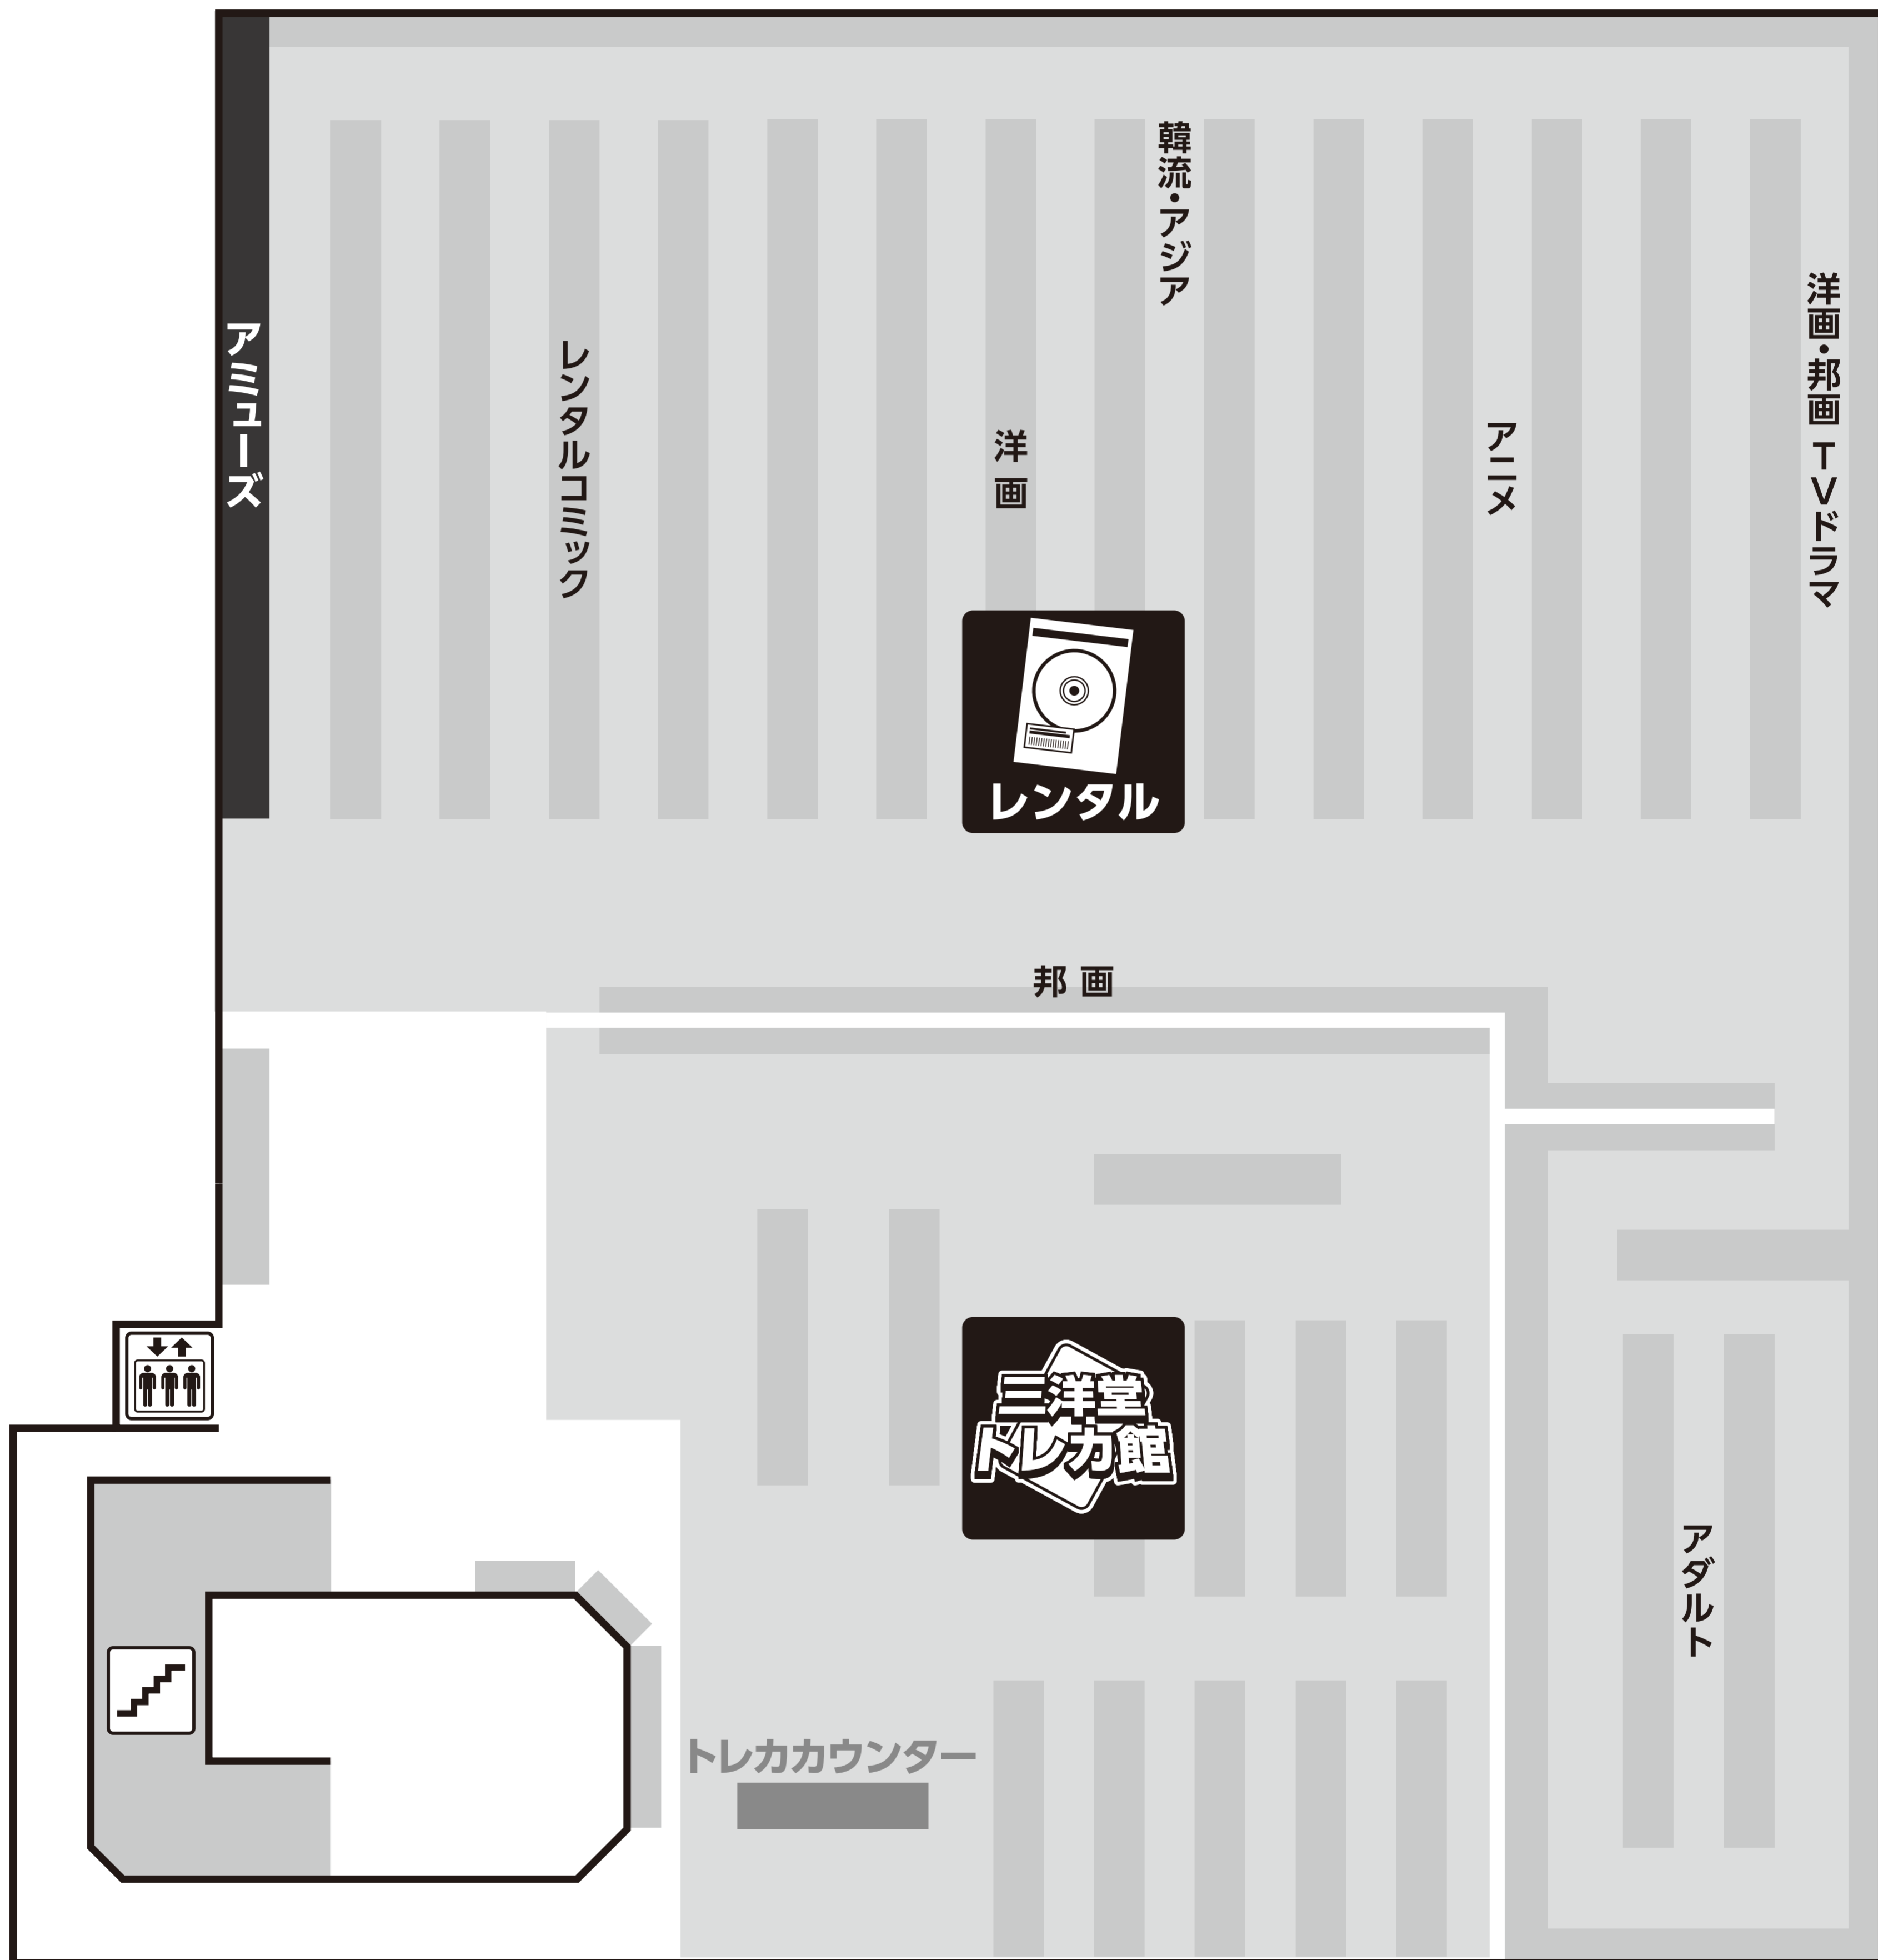 韓流・アジア
洋画・邦画 TVドラマ
アミューズ
レンタルコミック
洋画
アニメ
レンタル
邦画
三洋堂
トレカ館
アダルト
トレカカウンター